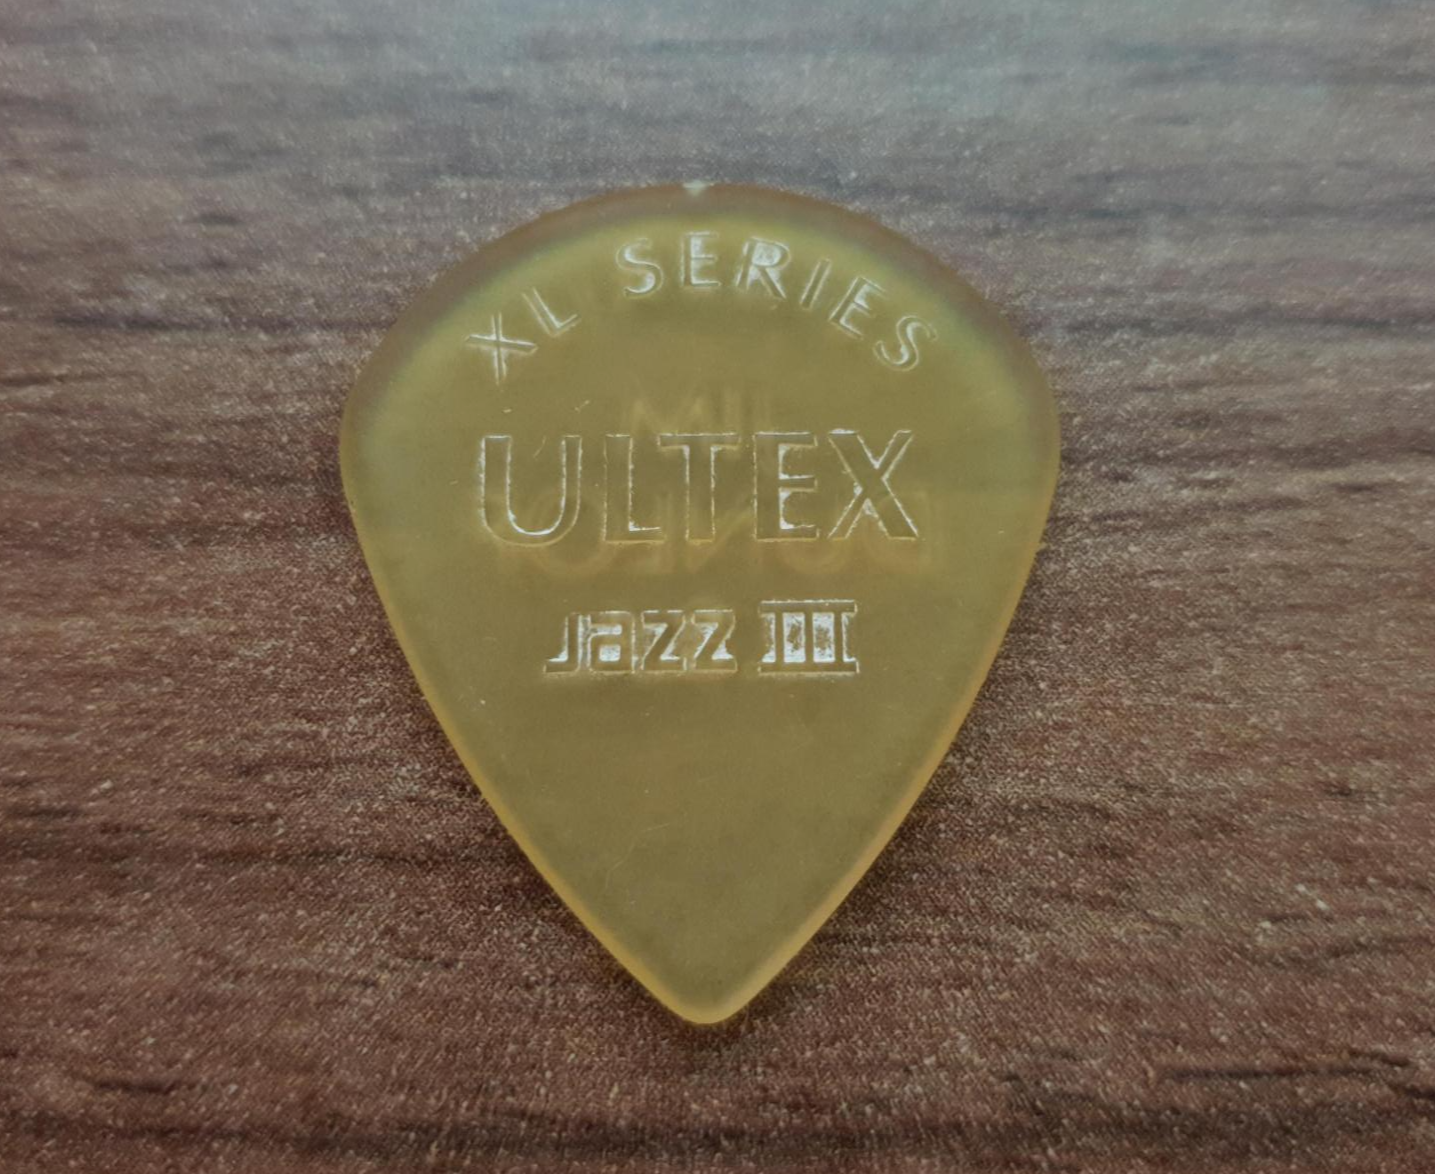 XL SERIES
ULTEX
Jazz III